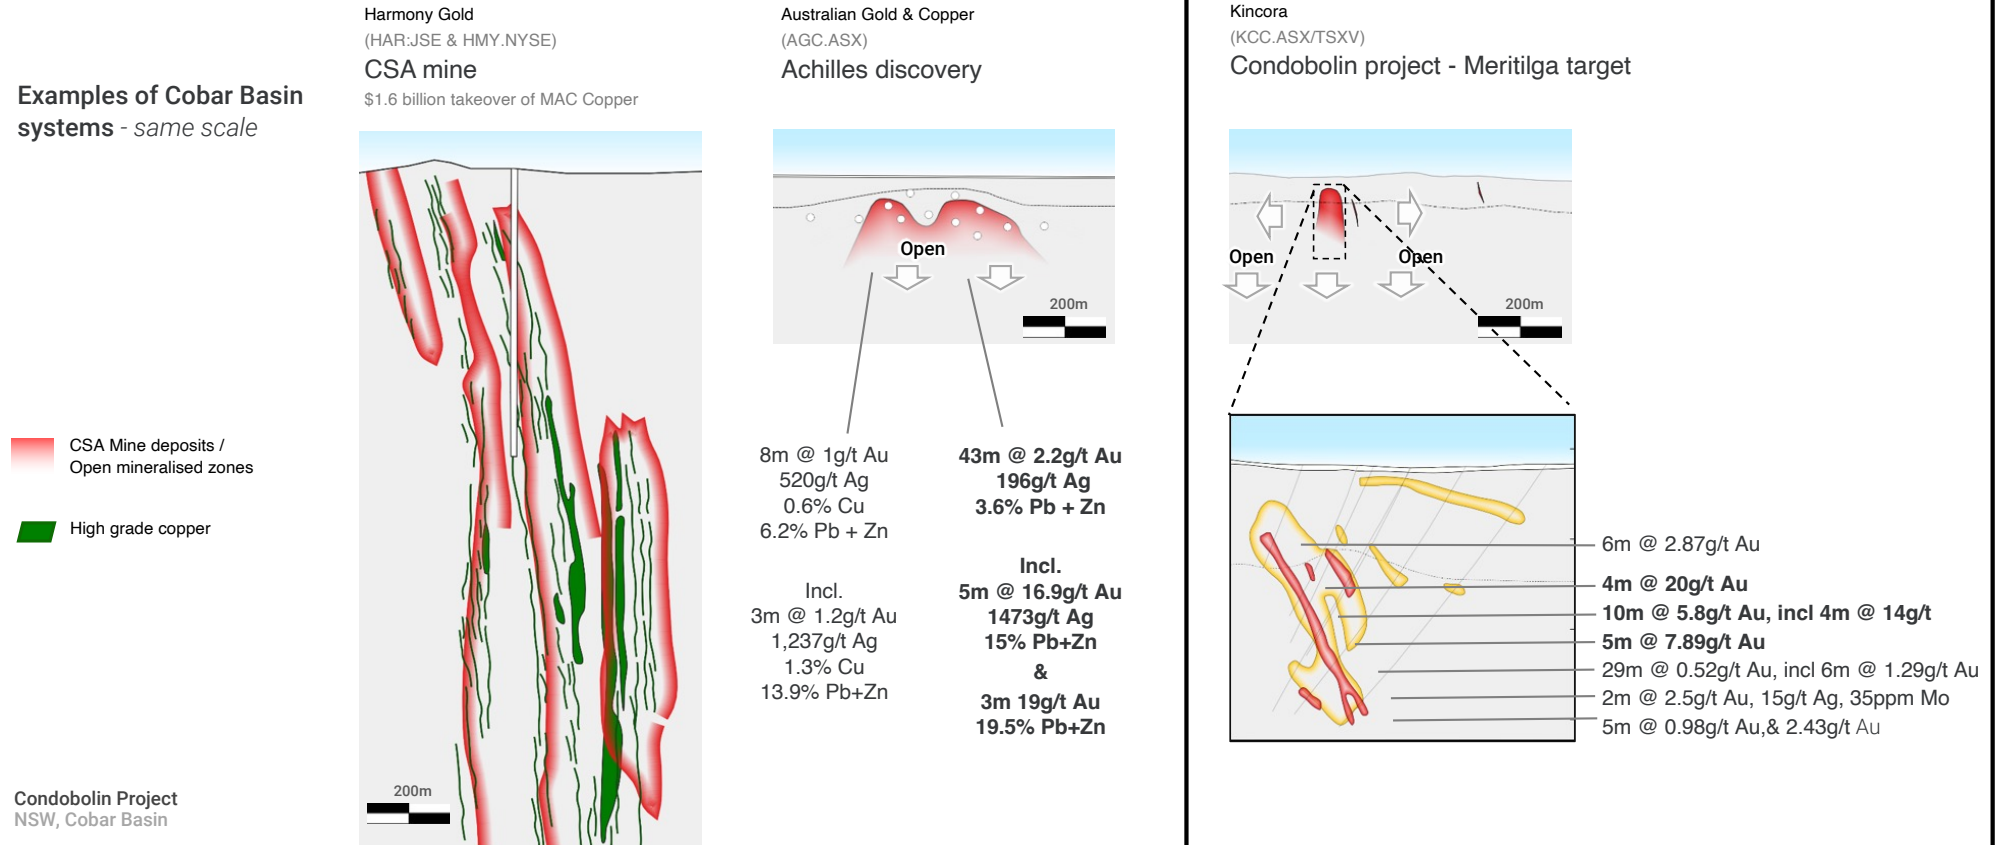 Examples of Cobar Basin
systems - same scale
CSA Mine deposits /
Open mineralised zones
High grade copper
Condobolin Project
NSW, Cobar Basin
Harmony Gold
(HAR:JSE & HMY.NYSE)
CSA mine
$1.6 billion takeover of MAC Copper
200m
Australian Gold & Copper
(AGC.ASX)
Achilles discovery
Open
200m
8m @ 1g/t Au
520g/t Ag
0.6% Cu
6.2% Pb + Zn
Incl.
3m @ 1.2g/t Au
1,237g/t Ag
1.3% Cu
13.9% Pb+Zn
43m @ 2.2g/t Au
196g/t Ag
3.6% Pb + Zn
Incl.
5m @ 16.9g/t Au
1473g/t Ag
15% Pb+Zn
&
3m 19g/t Au
19.5% Pb+Zn
Kincora
(KCC.ASX/TSXV)
Condobolin project - Meritilga target
Open
Open
200m
6m @ 2.87g/t Au
4m @ 20g/t Au
10m @ 5.8g/t Au, incl 4m @ 14g/t
5m @ 7.89g/t Au
29m @ 0.52g/t Au, incl 6m @ 1.29g/t Au
2m @ 2.5g/t Au, 15g/t Ag, 35ppm Mo
5m @ 0.98g/t Au,& 2.43g/t Au